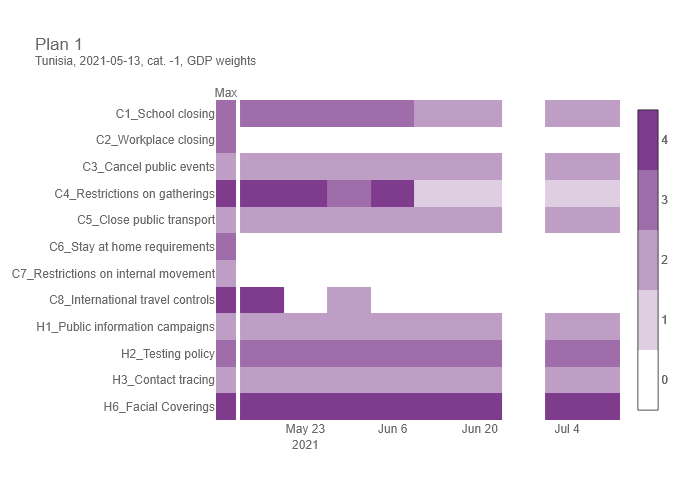 Plan 1
Tunisia, 2021-05-13, cat. -1, GDP weights
Max
C1_School closing
C2_Workplace closing
C3_Cancel public events
C4_Restrictions on gatherings
C5_Close public transport
C6_Stay at home requirements
C7_Restrictions on internal movement
C8_International travel controls
H1_Public information campaigns
H2_Testing policy
H3_Contact tracing
H6_Facial Coverings
May 23
2021
Jun 6
Jun 20
Jul 4
4
3
2
1
0